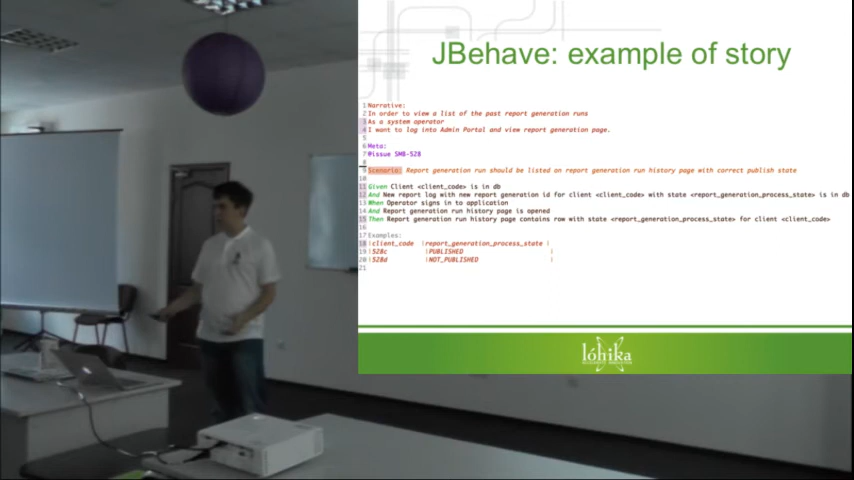 JBehave: example of story
1 Narrative:
2 In order to view a list of the past report generation runs
3 As a system operator
4 I want to log into Admin Portal and view report generation page.
5
6 Meta:
7 @issue SMB-528
8
9 Scenario: Report generation run should be listed on report generation run history page with correct publish state
10
11 Given Client <client_code> is in db
12 And New report log with new report generation id for client <client_code> with state <report_generation_process_state> is in db
13 When Operator signs in to application
14 And Report generation run history page is opened
15 Then Report generation run history page contains row with state <report_generation_process_state> for client <client_code>
16
17 Examples:
18 |client_code |report_generation_process_state |
19 |528c |PUBLISHED |
20 |528d |NOT_PUBLISHED |
21
lóhika